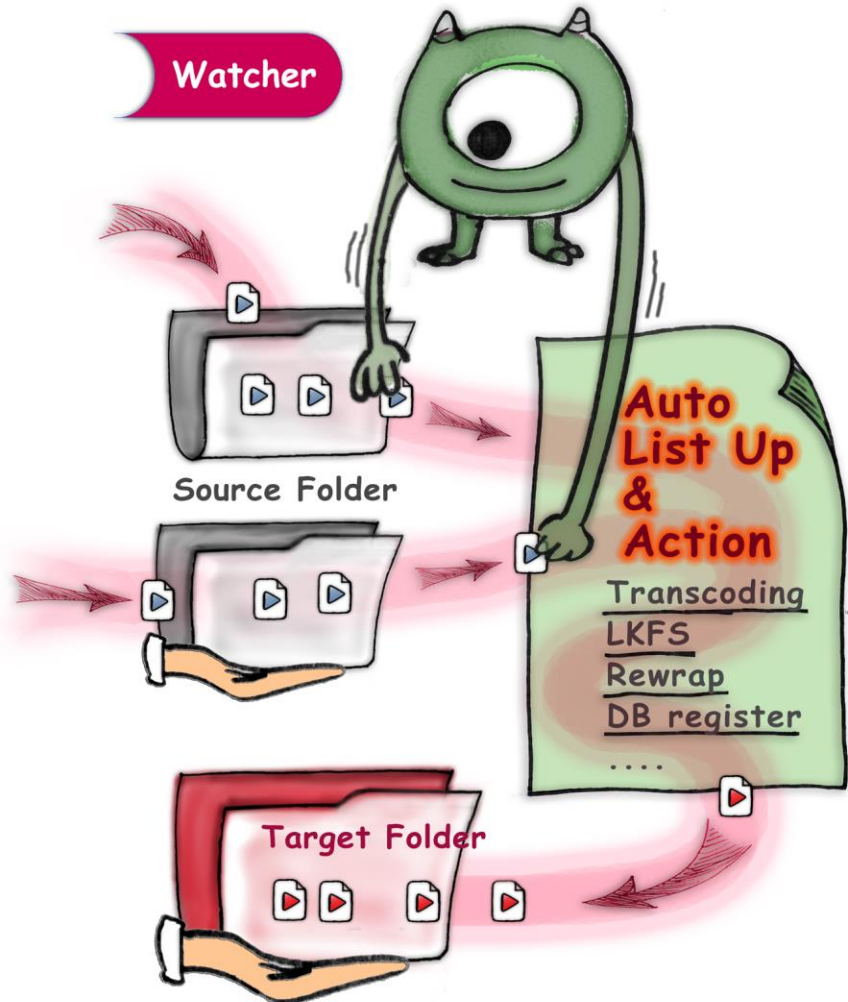 Watcher
Source Folder
Auto
List Up
&
Action
Transcoding
LKFS
Rewrap
DB register
....
Target Folder